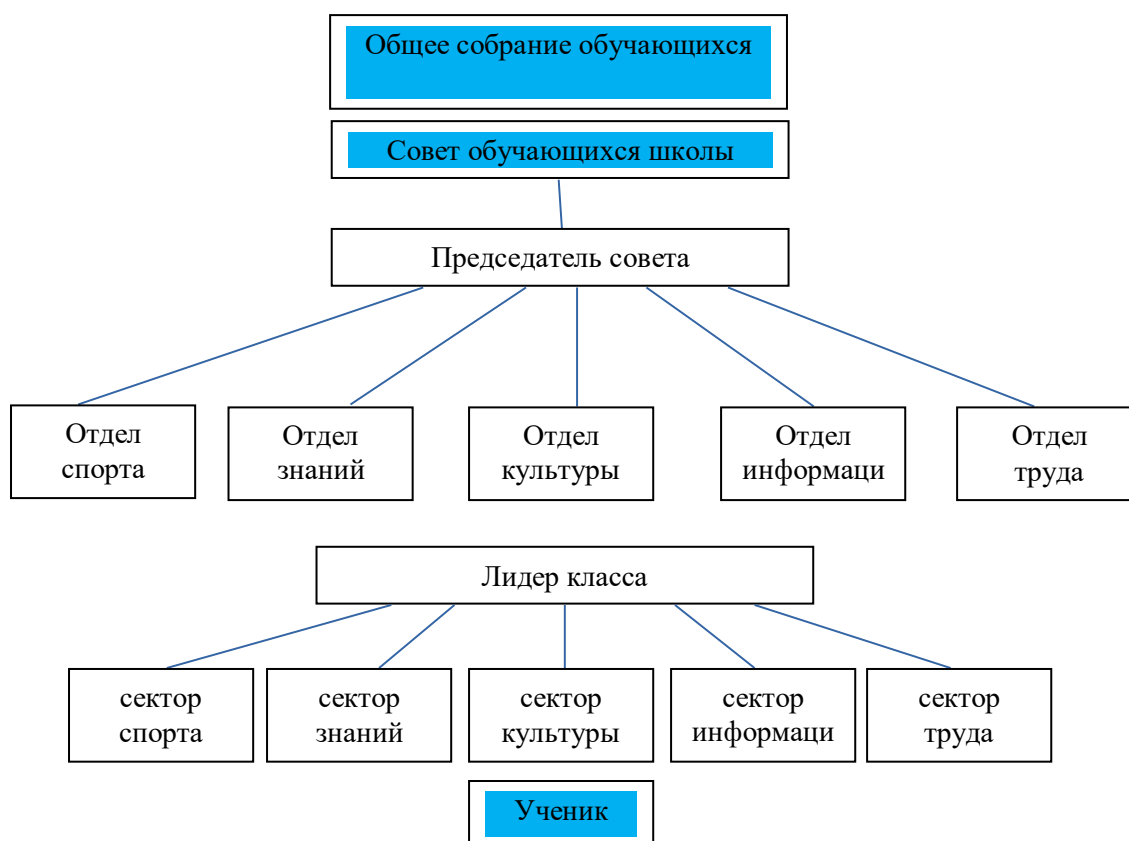 Общее собрание обучающихся
Совет обучающихся школы
Председатель совета
Отдел
спорта
Отдел
знаний
Отдел
культуры
Отдел
информаци
Отдел
труда
Лидер класса
сектор
спорта
сектор
знаний
сектор
культуры
сектор
информаци
сектор
труда
Ученик